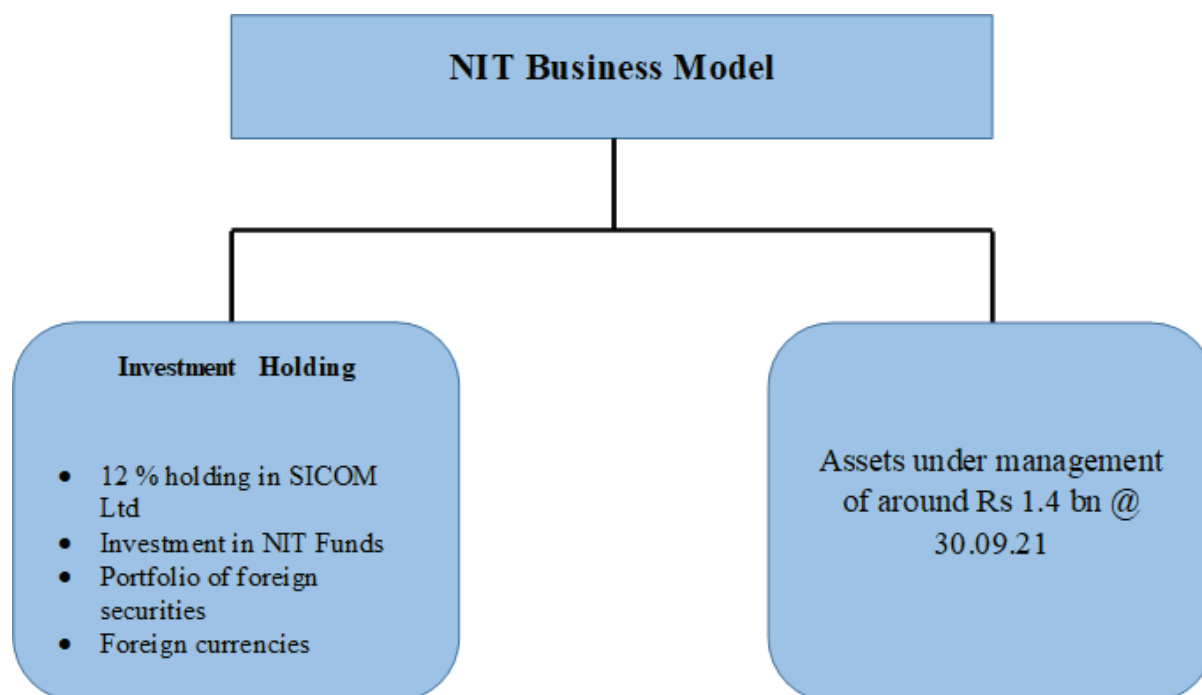 NIT Business Model
Investment Holding
• 12 % holding in SICOM
Ltd
• Investment in NIT Funds
• Portfolio of foreign
securities
• Foreign currencies
Assets under management
of around Rs 1.4 bn @
30.09.21